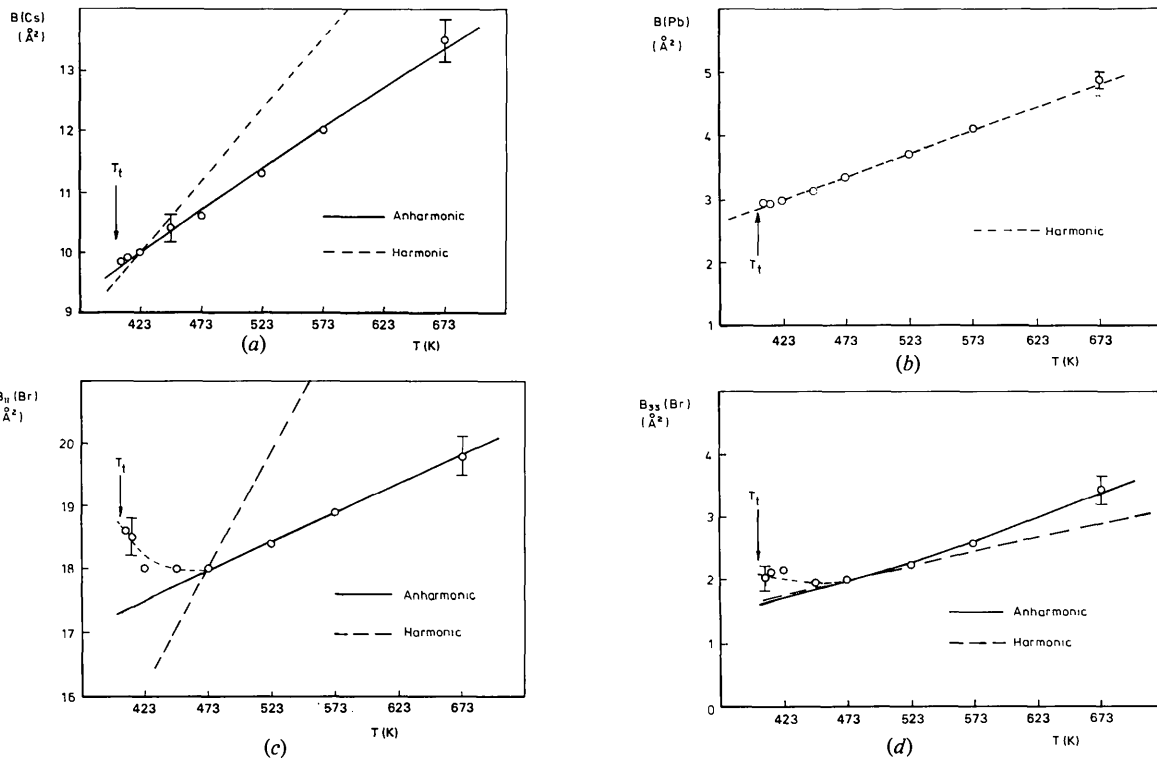 B(Cs)
(Å²)
13
12
11
10
9
T_t
Anharmonic
Harmonic
423 473 523 573 623 673
T (K)
(a)
B(Pb)
(Å²)
5
4
3
2
1
T_t
Harmonic
423 473 523 573 623 673
T (K)
(b)
B₁₁(Br)
(Å²)
20
19
18
17
16
T_t
Anharmonic
Harmonic
423 473 523 573 623 673
T (K)
(c)
B₃₃(Br)
(Å²)
4
3
2
1
0
T_t
Anharmonic
Harmonic
423 473 523 573 623 673
T (K)
(d)